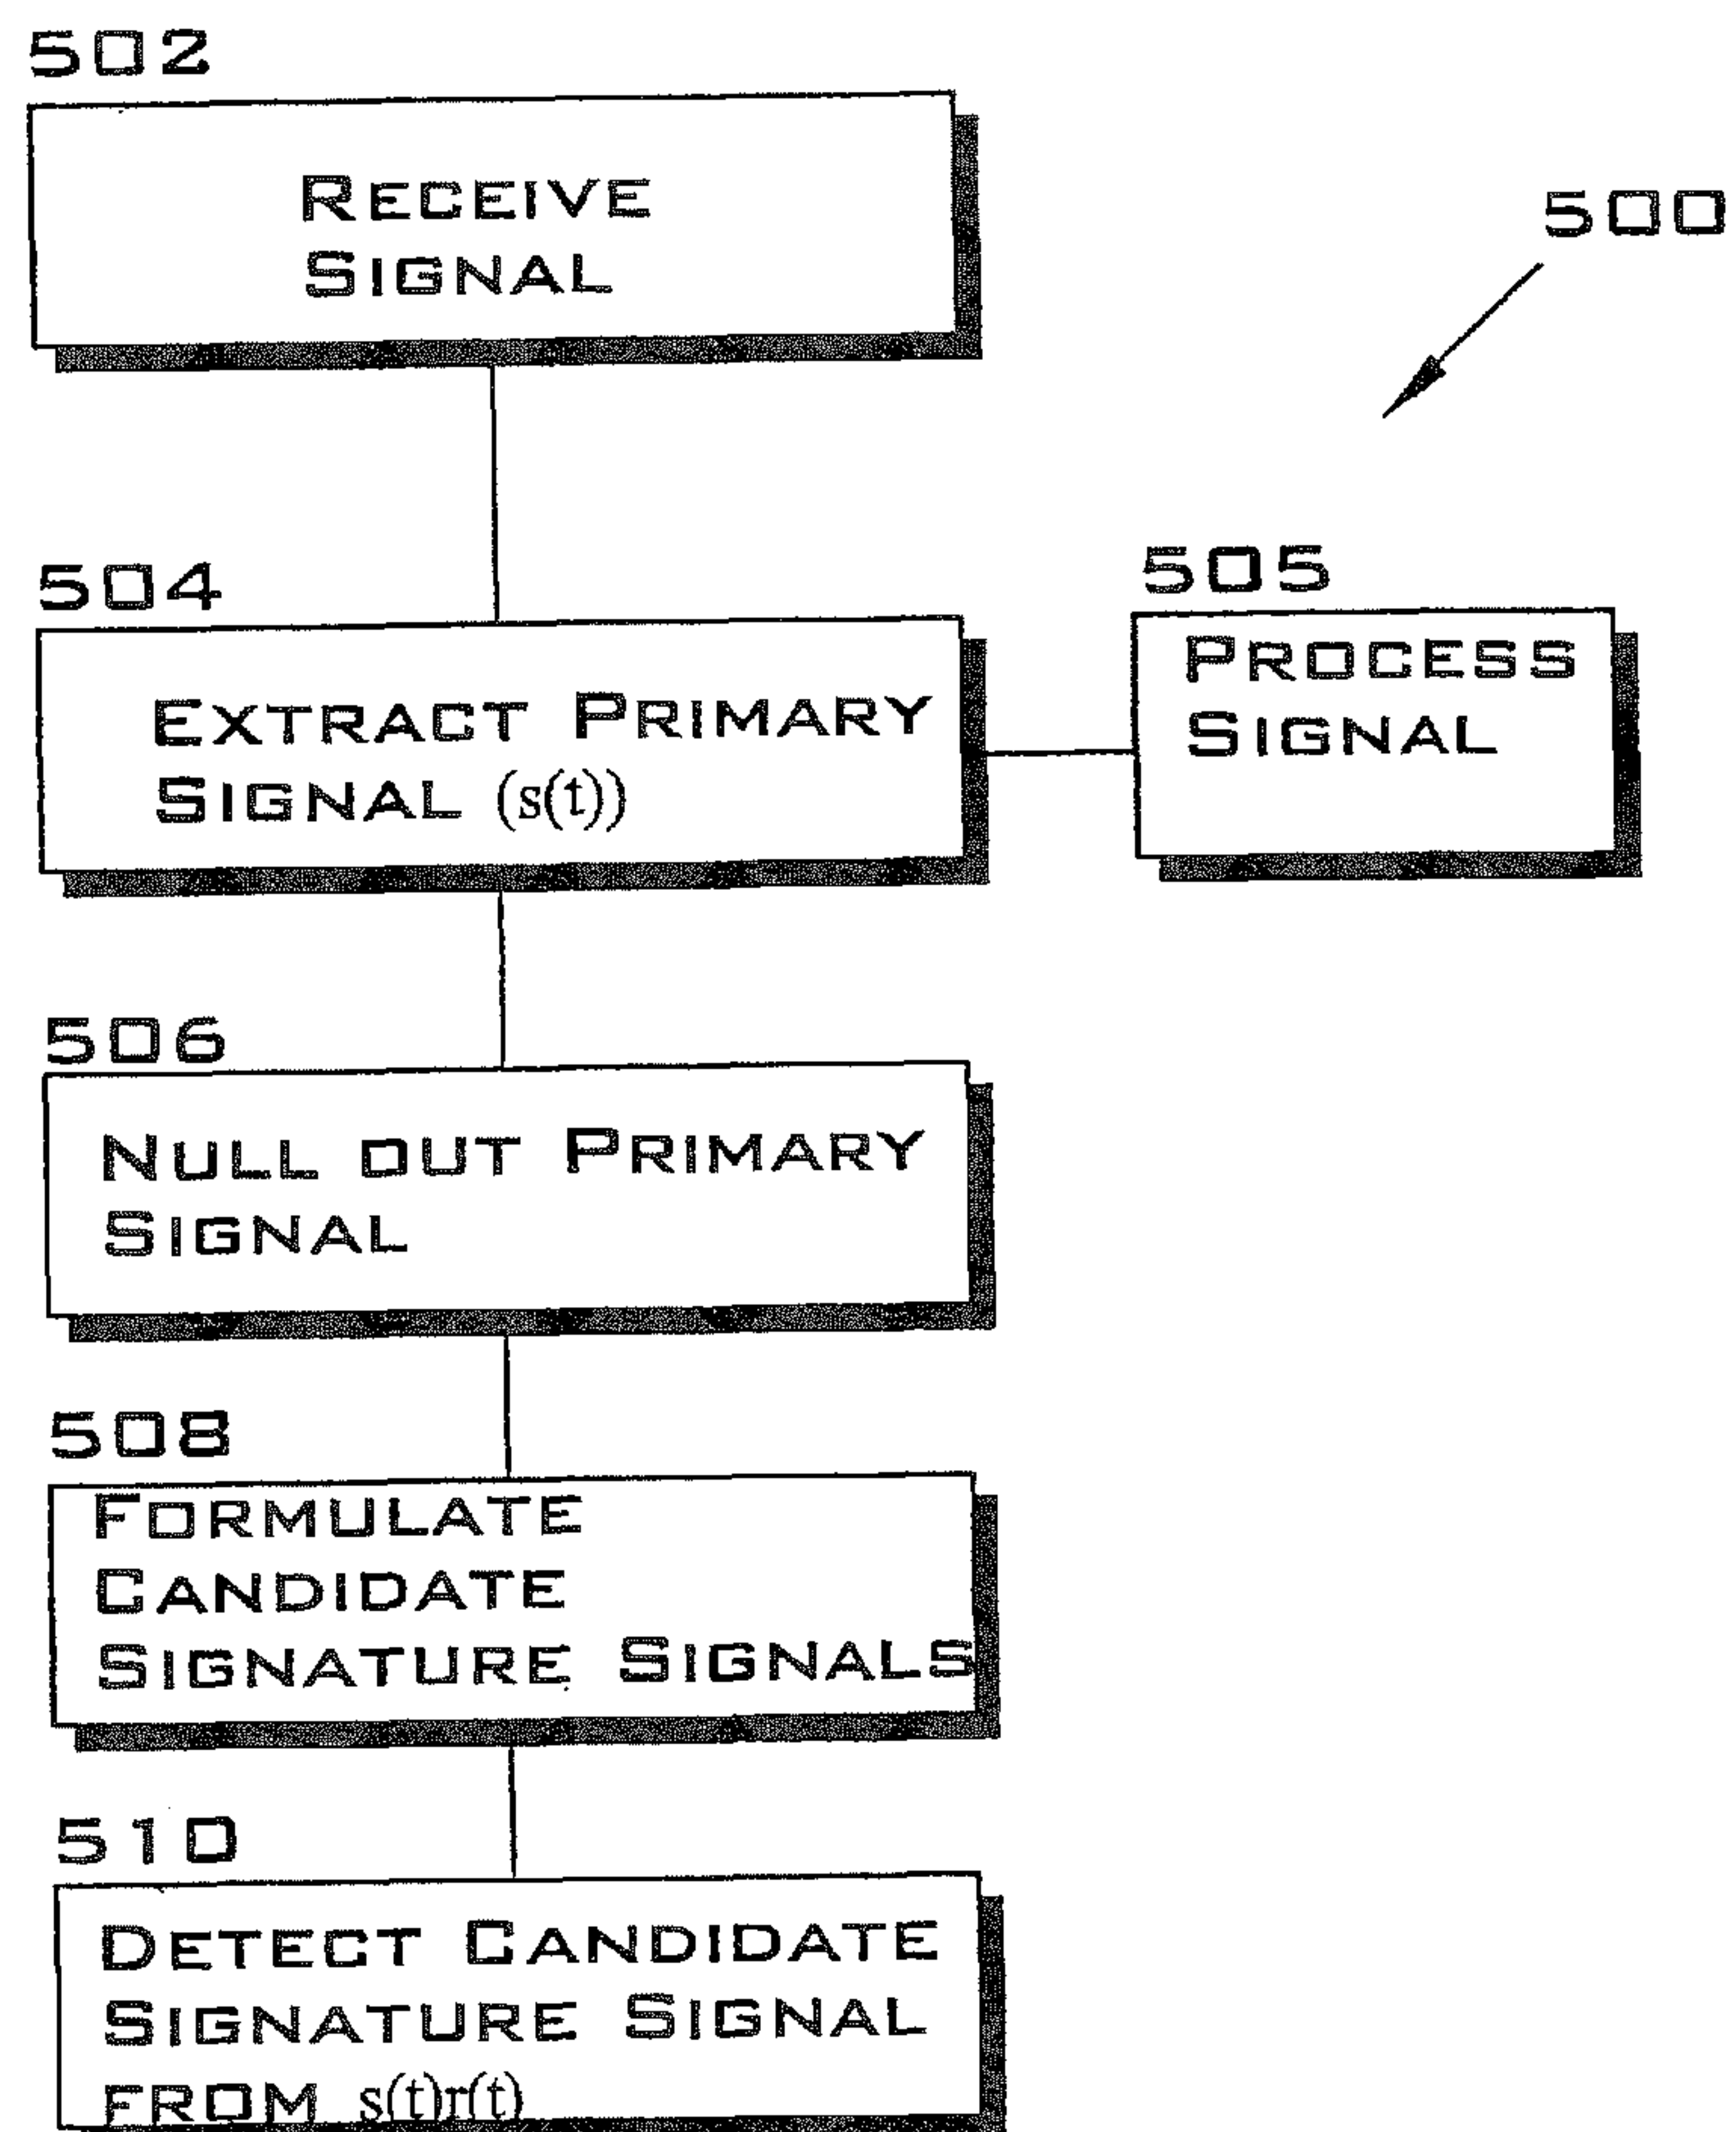 502
RECEIVE
SIGNAL
500
504
EXTRACT PRIMARY
SIGNAL (s(t))
505
PROCESS
SIGNAL
506
NULL OUT PRIMARY
SIGNAL
508
FORMULATE
CANDIDATE
SIGNATURE SIGNALS
510
DETECT CANDIDATE
SIGNATURE SIGNAL
FROM s(t)r(t)